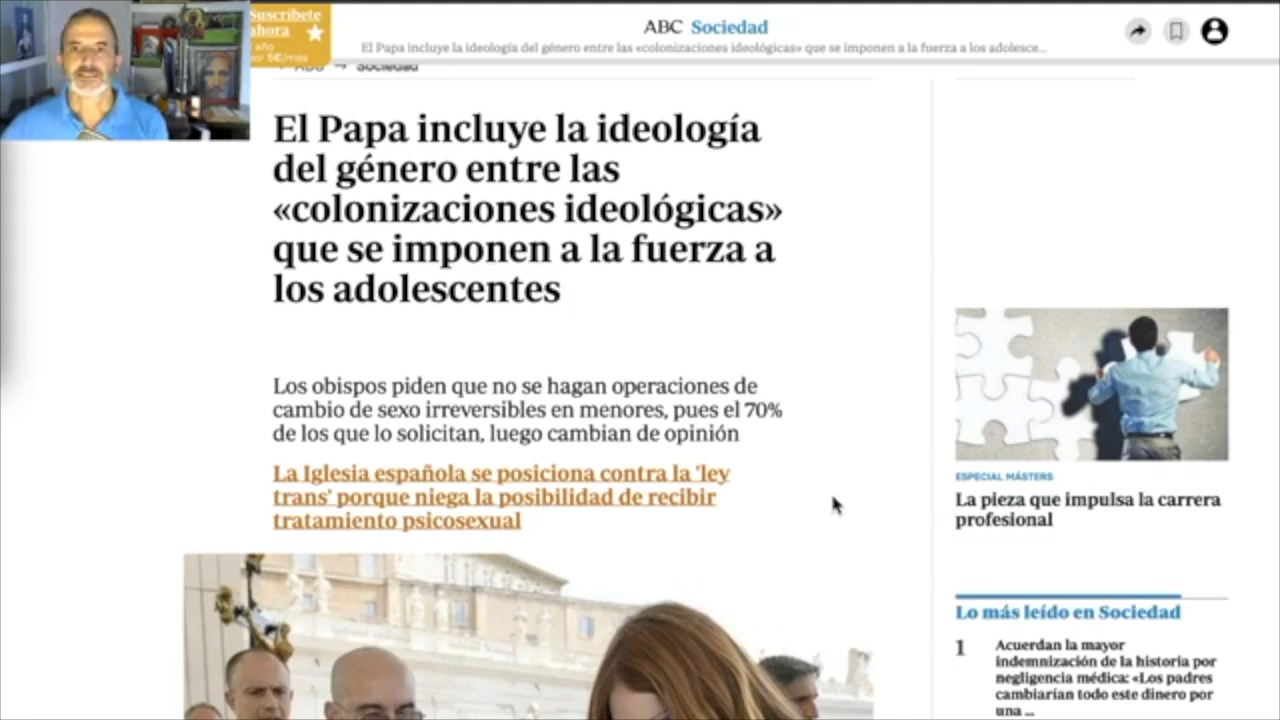 Suscríbete
ahora
ABC Sociedad
El Papa incluye la ideología del género entre las «colonizaciones ideológicas» que se imponen a la fuerza a los adolesce...
Sociedad
El Papa incluye la ideología
del género entre las
«colonizaciones ideológicas»
que se imponen a la fuerza a
los adolescentes
Los obispos piden que no se hagan operaciones de
cambio de sexo irreversibles en menores, pues el 70%
de los que lo solicitan, luego cambian de opinión
La Iglesia española se posiciona contra la 'ley
trans' porque niega la posibilidad de recibir
tratamiento psicosexual
ESPECIAL MÁSTERS
La pieza que impulsa la carrera
profesional
Lo más leído en Sociedad
1
Acuerdan la mayor
indemnización de la historia por
negligencia médica: «Los padres
cambiarían todo este dinero por
una ...